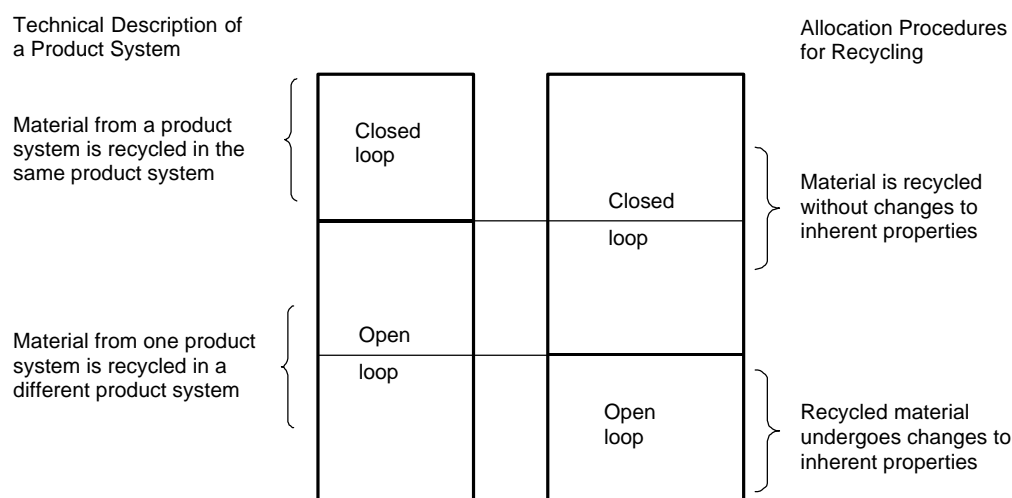 Technical Description of
a Product System
Allocation Procedures
for Recycling
Material from a product
system is recycled in the
same product system
Closed
loop
Closed
loop
Material is recycled
without changes to
inherent properties
Material from one product
system is recycled in a
different product system
Open
loop
Open
loop
Recycled material
undergoes changes to
inherent properties